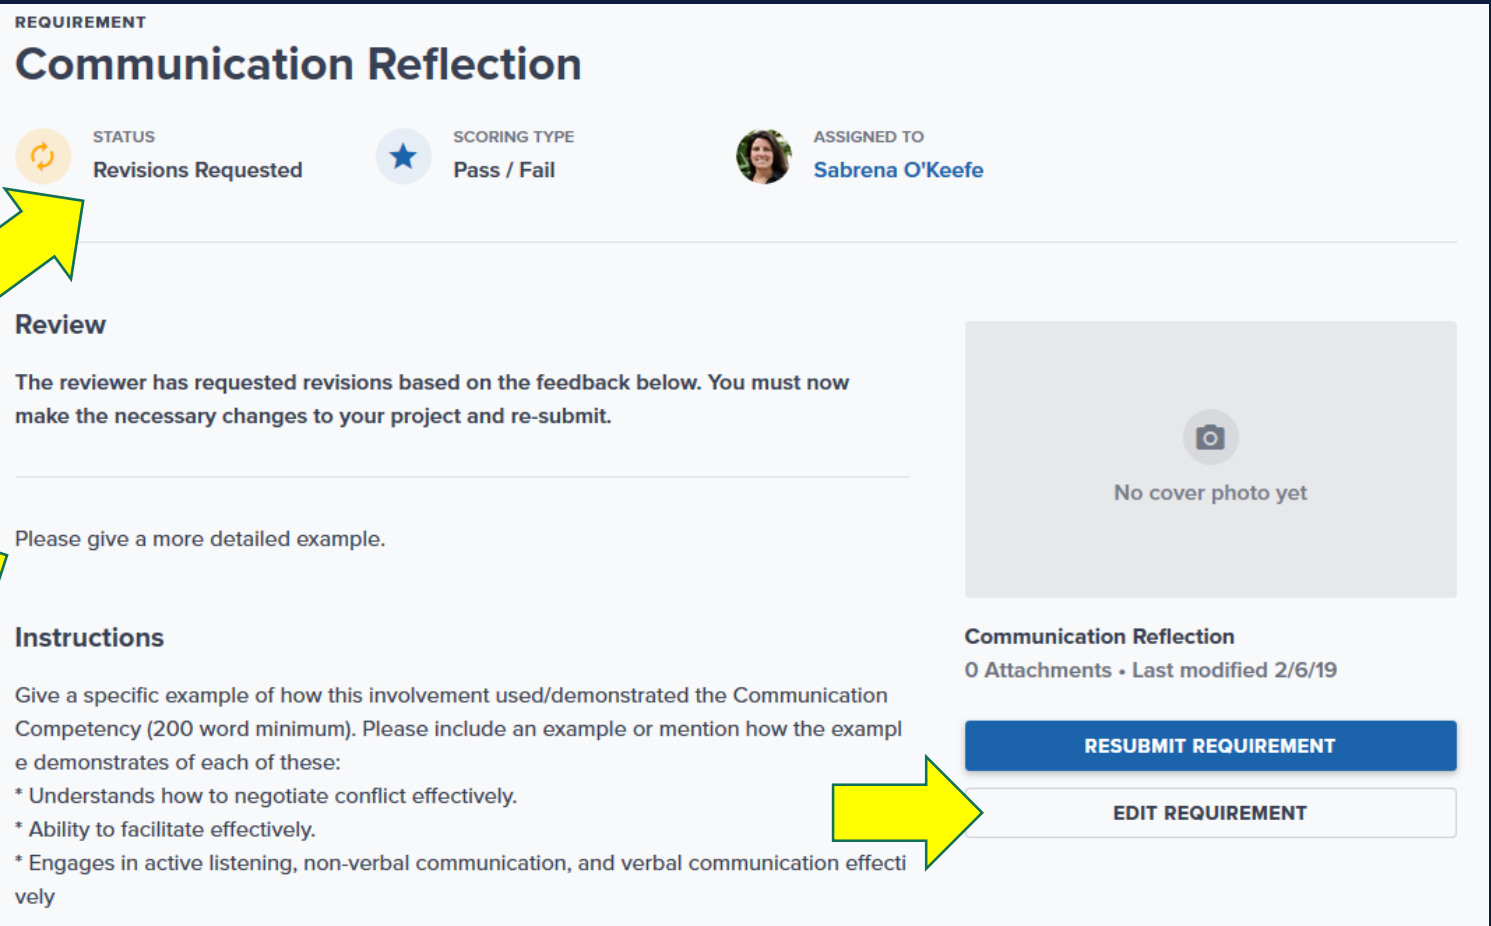 REQUIREMENT
Communication Reflection
STATUS
Revisions Requested
SCORING TYPE
Pass / Fail
ASSIGNED TO
Sabrena O'Keefe
Review
The reviewer has requested revisions based on the feedback below. You must now
make the necessary changes to your project and re-submit.
Please give a more detailed example.
Instructions
Give a specific example of how this involvement used/demonstrated the Communication
Competency (200 word minimum). Please include an example or mention how the exampl
e demonstrates of each of these:
* Understands how to negotiate conflict effectively.
* Ability to facilitate effectively.
* Engages in active listening, non-verbal communication, and verbal communication effecti
vely
No cover photo yet
Communication Reflection
0 Attachments • Last modified 2/6/19
RESUBMIT REQUIREMENT
EDIT REQUIREMENT